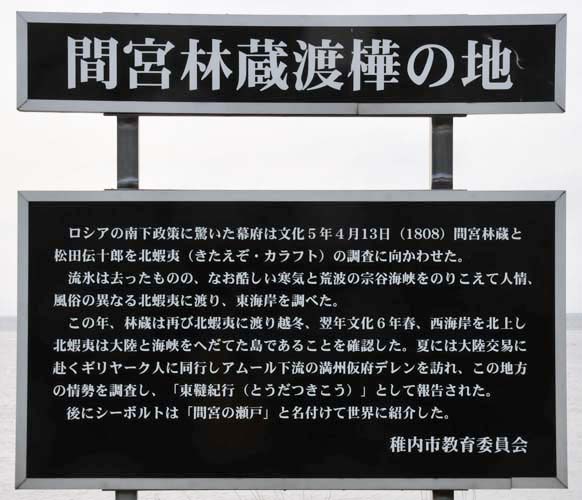 間宮林蔵渡樺の地
ロシアの南下政策に驚いた幕府は文化5年4月13日（1808）間宮林蔵と
松田伝十郎を北蝦夷（きたえぞ・カラフト）の調査に向かわせた。
流氷は去ったものの、なお酷しい寒気と荒波の宗谷海峡をのりこえて人情、
風俗の異なる北蝦夷に渡り、東海岸を調べた。
この年、林蔵は再び北蝦夷に渡り越冬、翌年文化6年春、西海岸を北上し
北蝦夷は大陸と海峡をへだてた島であることを確認した。夏には大陸交易に
赴くギリヤーク人に同行しアムール下流の満州仮府デレンを訪れ、この地方
の情勢を調査し、「東韃紀行（とうだつきこう）」として報告された。
後にシーボルトは「間宮の瀬戸」と名付けて世界に紹介した。
稚内市教育委員会